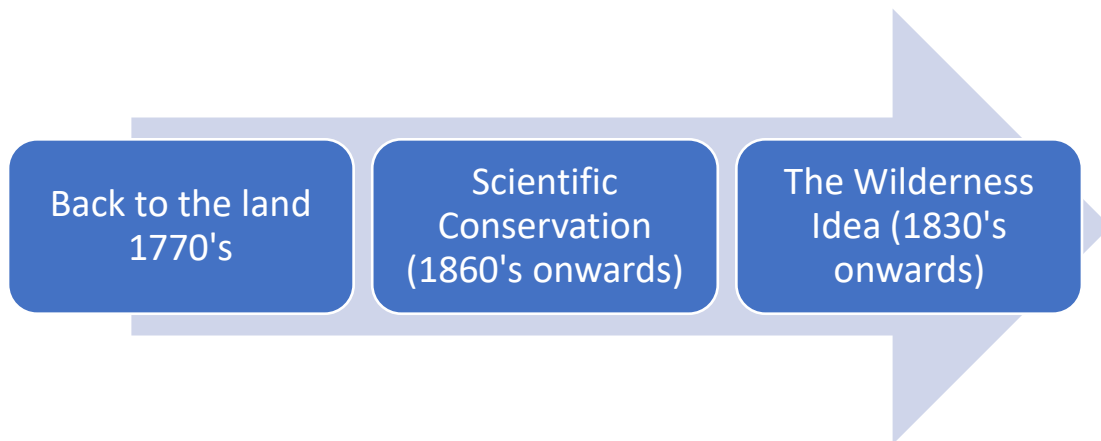 Back to the land
1770's
Scientific
Conservation
(1860's onwards)
The Wilderness
Idea (1830's
onwards)